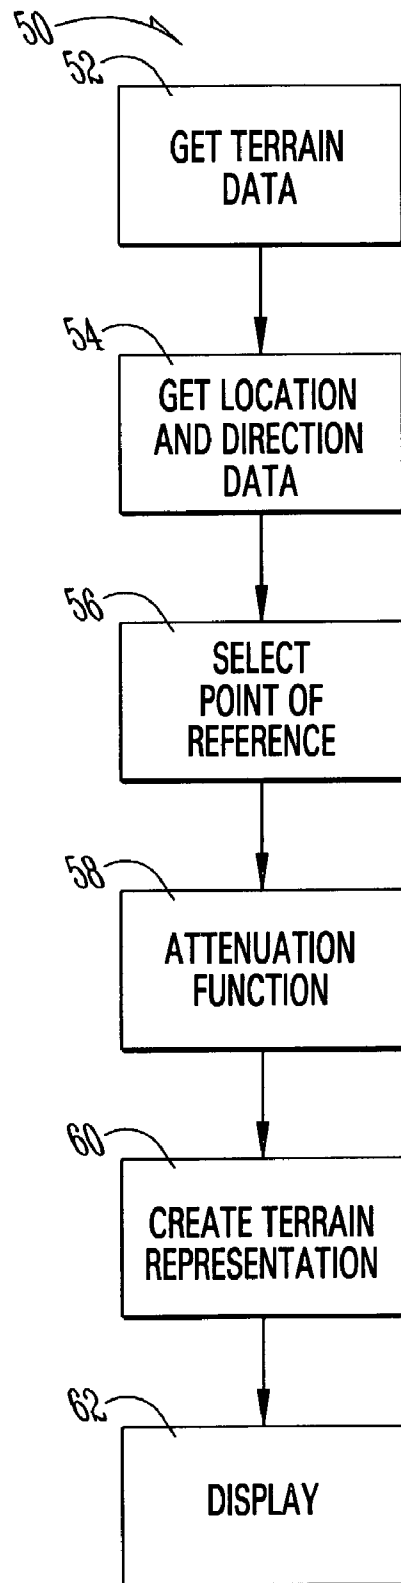 50
52
GET TERRAIN
DATA
54
GET LOCATION
AND DIRECTION
DATA
56
SELECT
POINT OF
REFERENCE
58
ATTENUATION
FUNCTION
60
CREATE TERRAIN
REPRESENTATION
62
DISPLAY